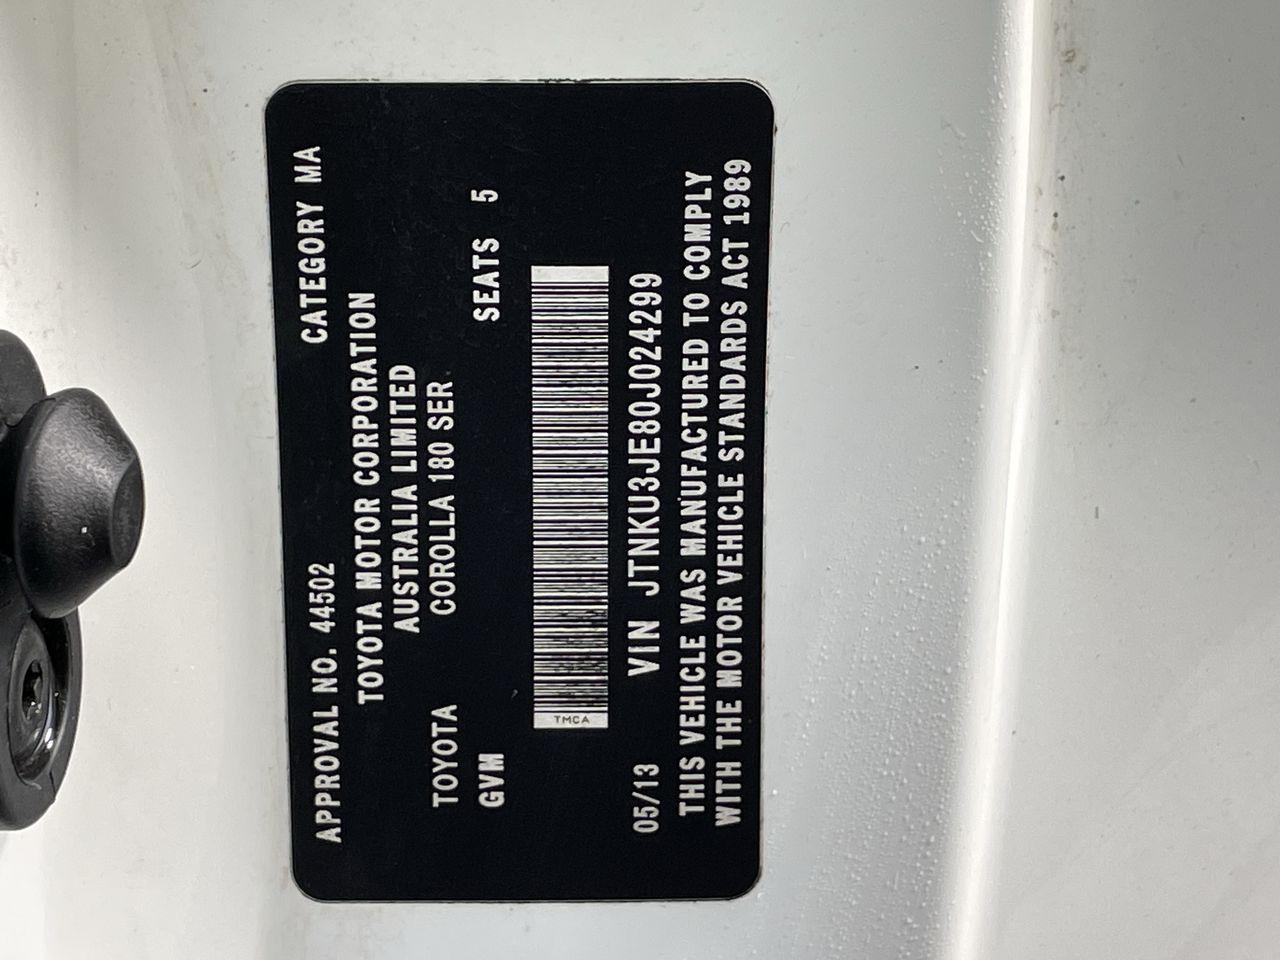 APPROVAL NO. 44502 CATEGORY MA
TOYOTA MOTOR CORPORATION
AUSTRALIA LIMITED
TOYOTA COROLLA 180 SER
GVM SEATS 5
TMCA
05/13 VIN JTNKU3JE80J024299
THIS VEHICLE WAS MANUFACTURED TO COMPLY
WITH THE MOTOR VEHICLE STANDARDS ACT 1989